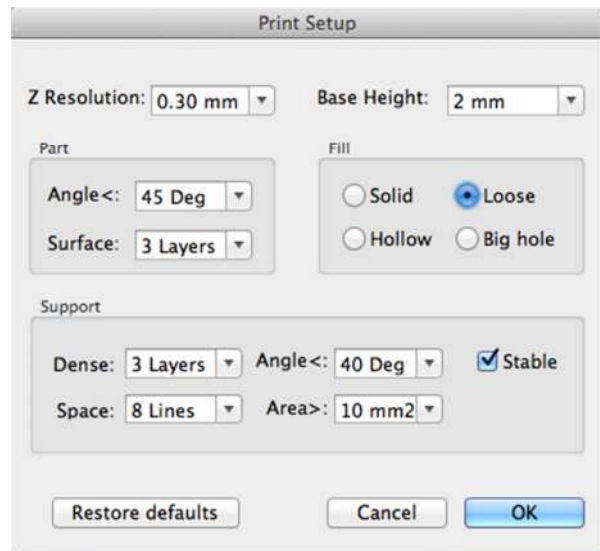 Print Setup
Z Resolution: 0.30 mm Base Height: 2 mm
Part
Angle<: 45 Deg
Surface: 3 Layers
Fill
Solid Loose
Hollow Big hole
Support
Dense: 3 Layers Angle<: 40 Deg Stable
Space: 8 Lines Area>: 10 mm2
Restore defaults Cancel OK